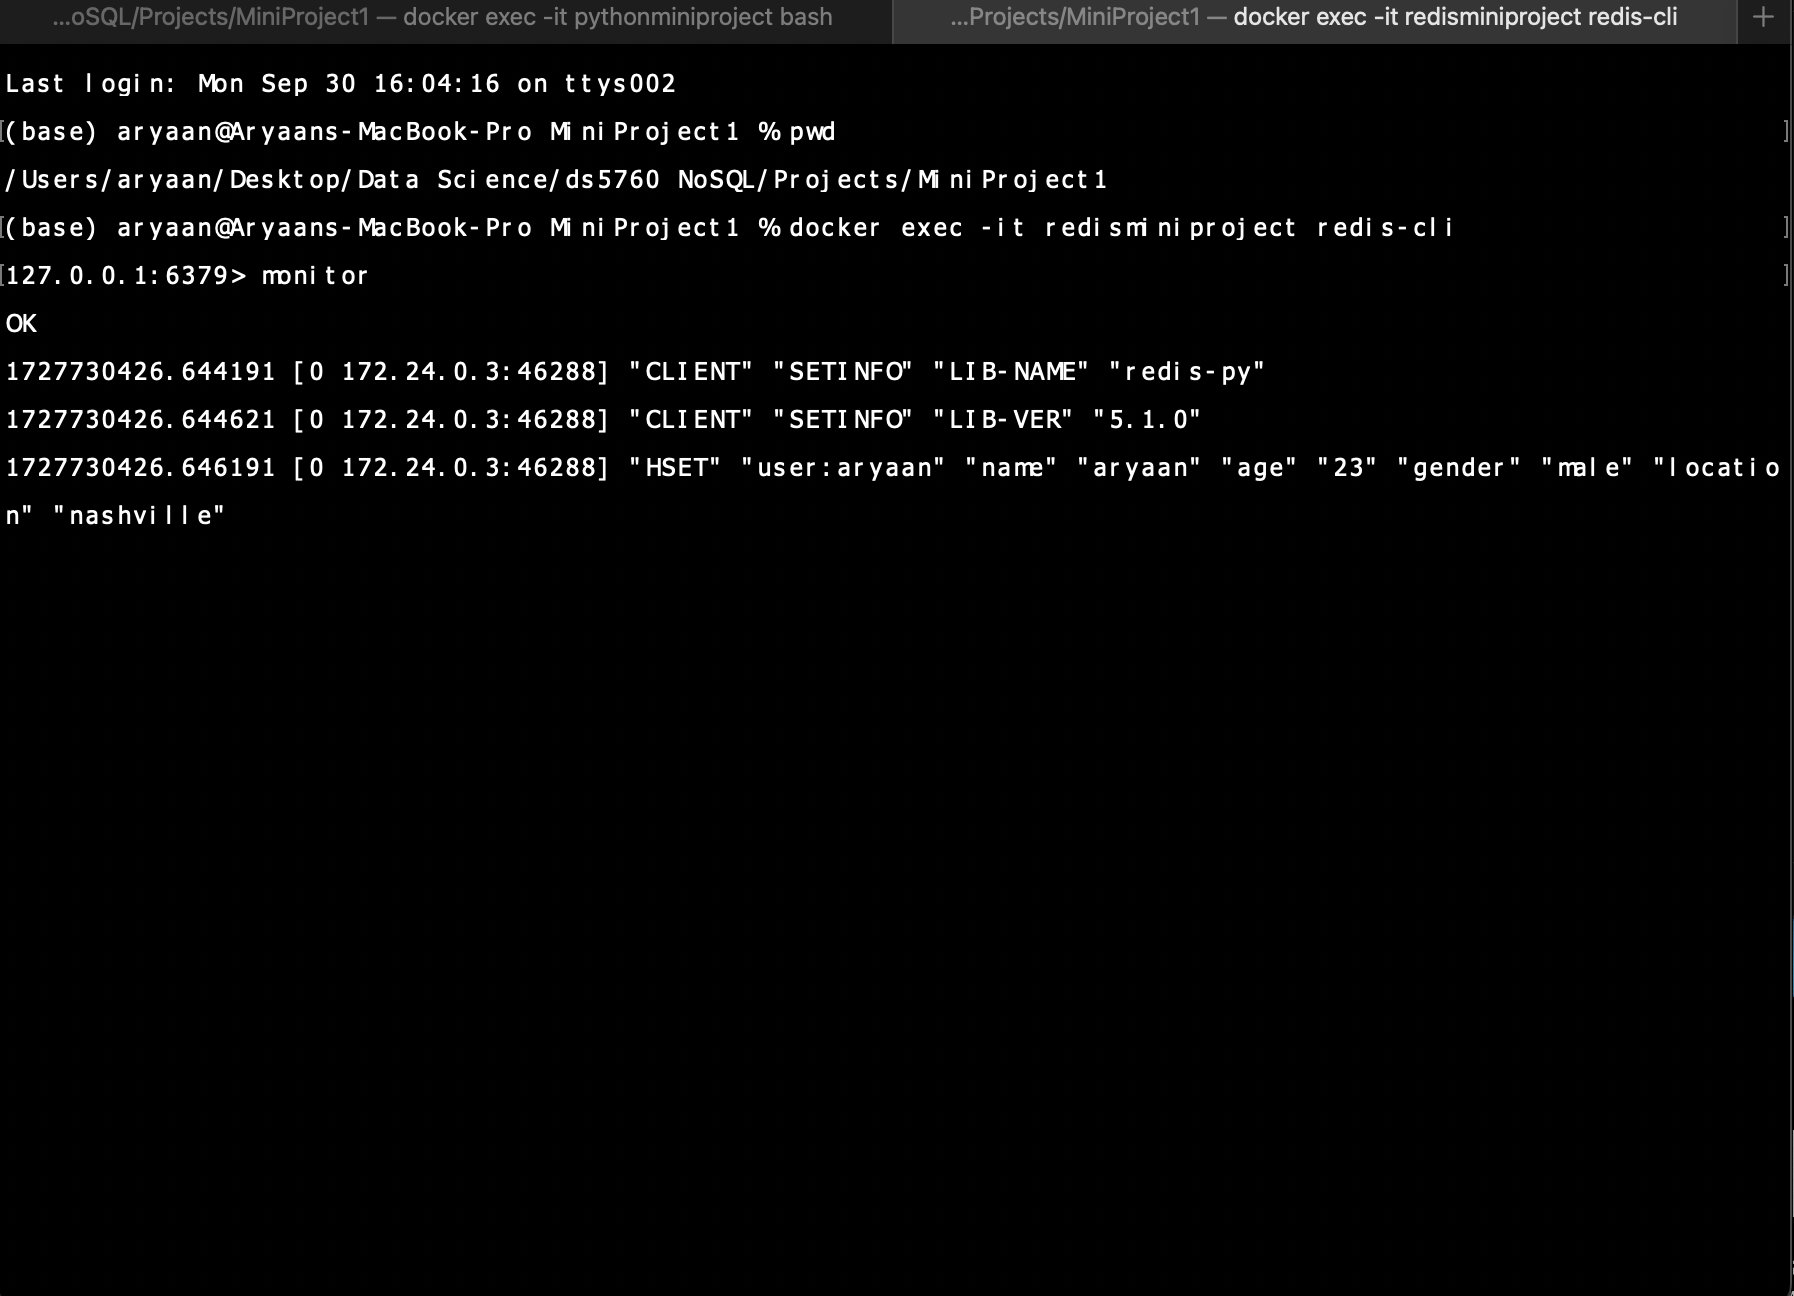 ...oSQL/Projects/MiniProject1 — docker exec -it pythonminiproject bash
...Projects/MiniProject1 — docker exec -it redisminiproject redis-cli
+
Last login: Mon Sep 30 16:04:16 on ttys002
[(base) aryaan@Aryaans-MacBook-Pro MiniProject1 % pwd ]
/Users/aryaan/Desktop/Data Science/ds5760 NoSQL/Projects/MiniProject1
[(base) aryaan@Aryaans-MacBook-Pro MiniProject1 % docker exec -it redisminiproject redis-cli ]
[127.0.0.1:6379> monitor ]
OK
1727730426.644191 [0 172.24.0.3:46288] "CLIENT" "SETINFO" "LIB-NAME" "redis-py"
1727730426.644621 [0 172.24.0.3:46288] "CLIENT" "SETINFO" "LIB-VER" "5.1.0"
1727730426.646191 [0 172.24.0.3:46288] "HSET" "user:aryaan" "name" "aryaan" "age" "23" "gender" "male" "locatio
n" "nashville"